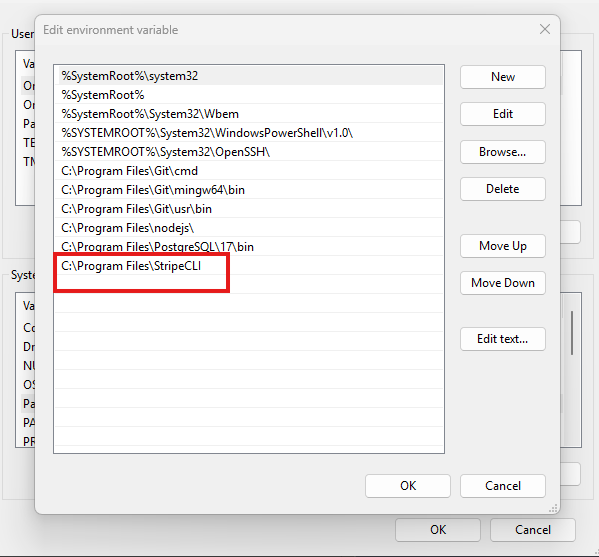 Edit environment variable
User
Va
On
On
Pa
TE
TM
%SystemRoot%\system32
%SystemRoot%
%SystemRoot%\System32\Wbem
%SYSTEMROOT%\System32\WindowsPowerShell\v1.0\
%SYSTEMROOT%\System32\OpenSSH\
C:\Program Files\Git\cmd
C:\Program Files\Git\mingw64\bin
C:\Program Files\Git\usr\bin
C:\Program Files\nodejs\
C:\Program Files\PostgreSQL\17\bin
C:\Program Files\StripeCLI
New
Edit
Browse...
Delete
Move Up
Move Down
Edit text...
Syste
Va
Co
Dr
NU
OS
Pa
PA
PR
OK
Cancel
OK
Cancel